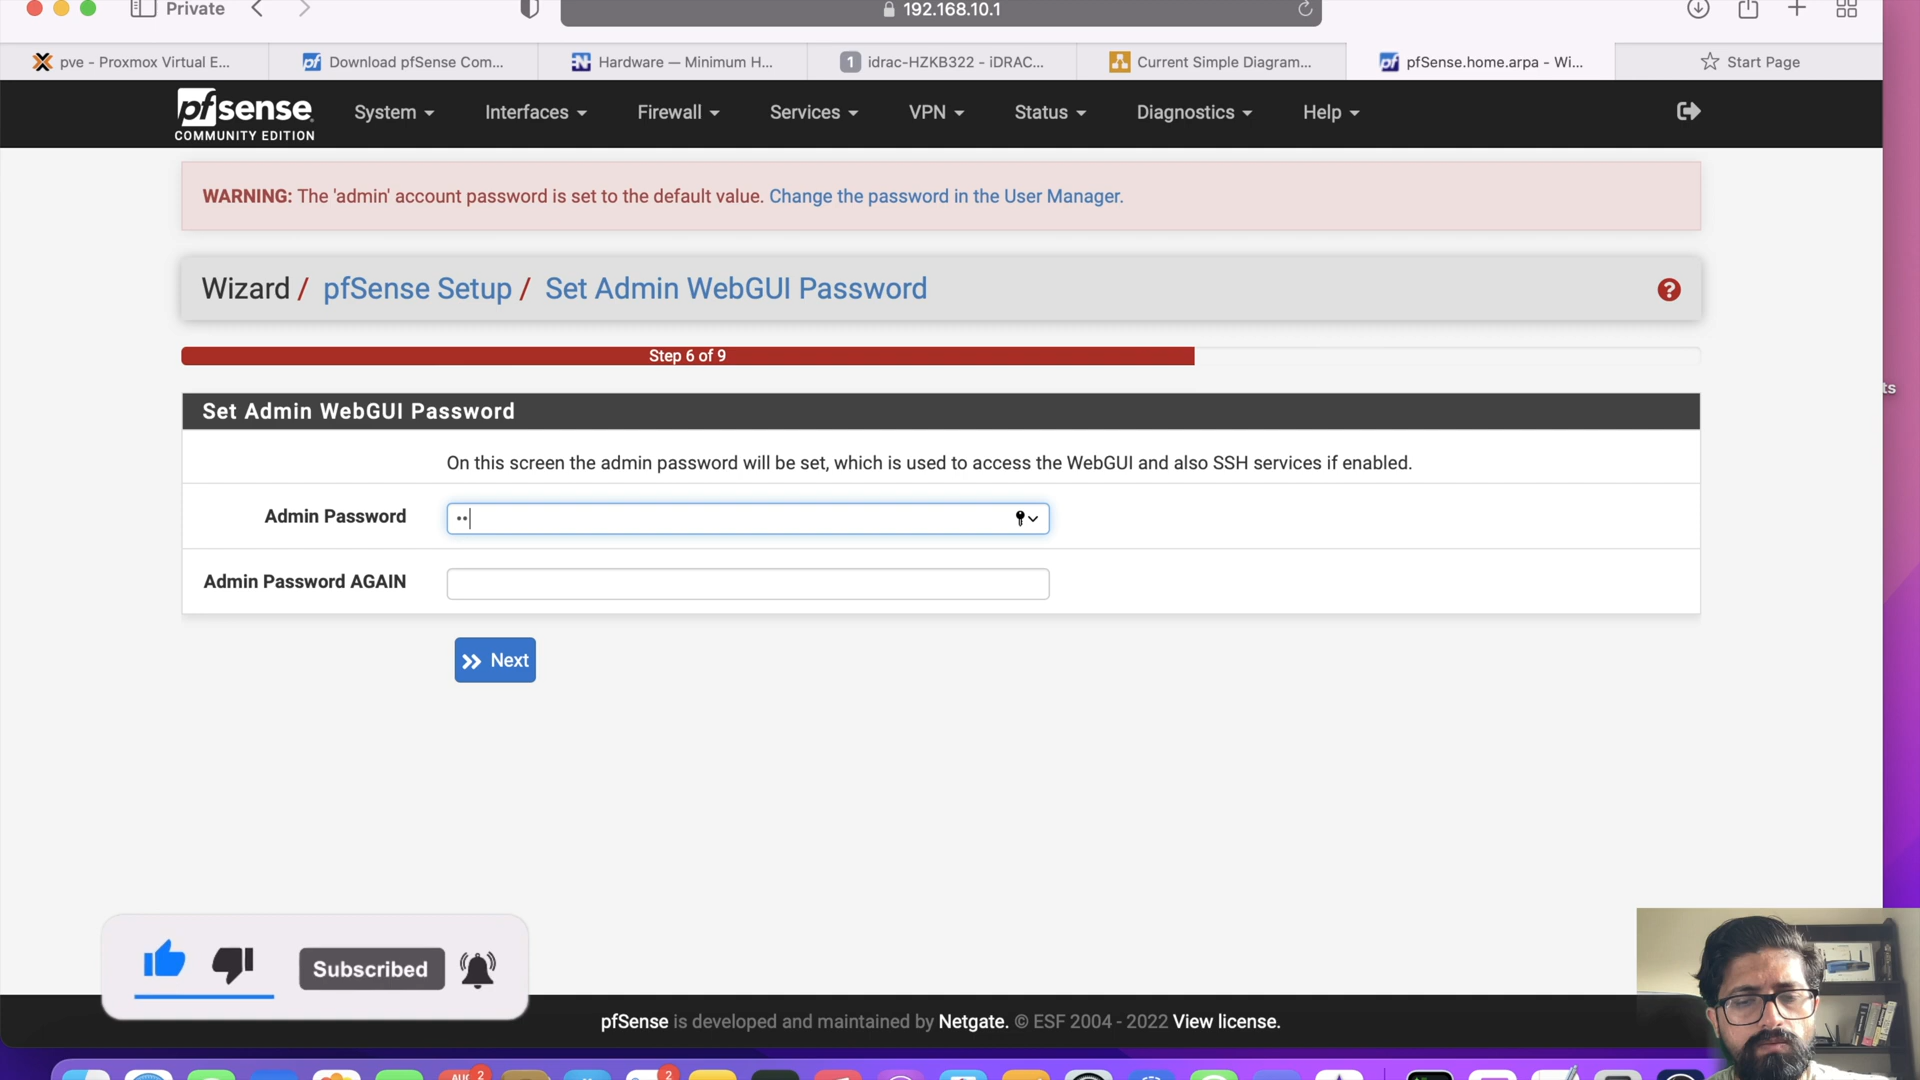 Private
192.168.10.1
pve - Proxmox Virtual E...
Download pfSense Com...
Hardware — Minimum H...
1 idrac-HZKB322 - iDRAC...
Current Simple Diagram...
pfSense.home.arpa - Wi...
Start Page
pfsense
COMMUNITY EDITION
System
Interfaces
Firewall
Services
VPN
Status
Diagnostics
Help
WARNING: The 'admin' account password is set to the default value. Change the password in the User Manager.
Wizard / pfSense Setup / Set Admin WebGUI Password
Step 6 of 9
ts
Set Admin WebGUI Password
On this screen the admin password will be set, which is used to access the WebGUI and also SSH services if enabled.
Admin Password
Admin Password AGAIN
Next
Subscribed
pfSense is developed and maintained by Netgate. © ESF 2004 - 2022 View license.
AUG 2
2